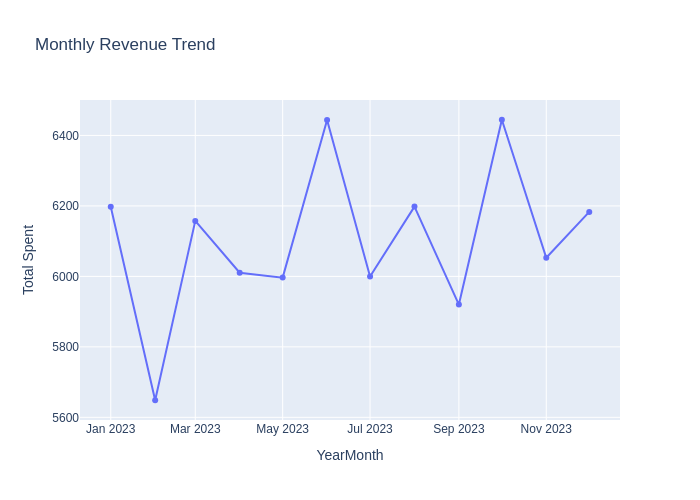 Monthly Revenue Trend
6400
6200
6000
5800
5600
Total Spent
Jan 2023
Mar 2023
May 2023
Jul 2023
Sep 2023
Nov 2023
YearMonth